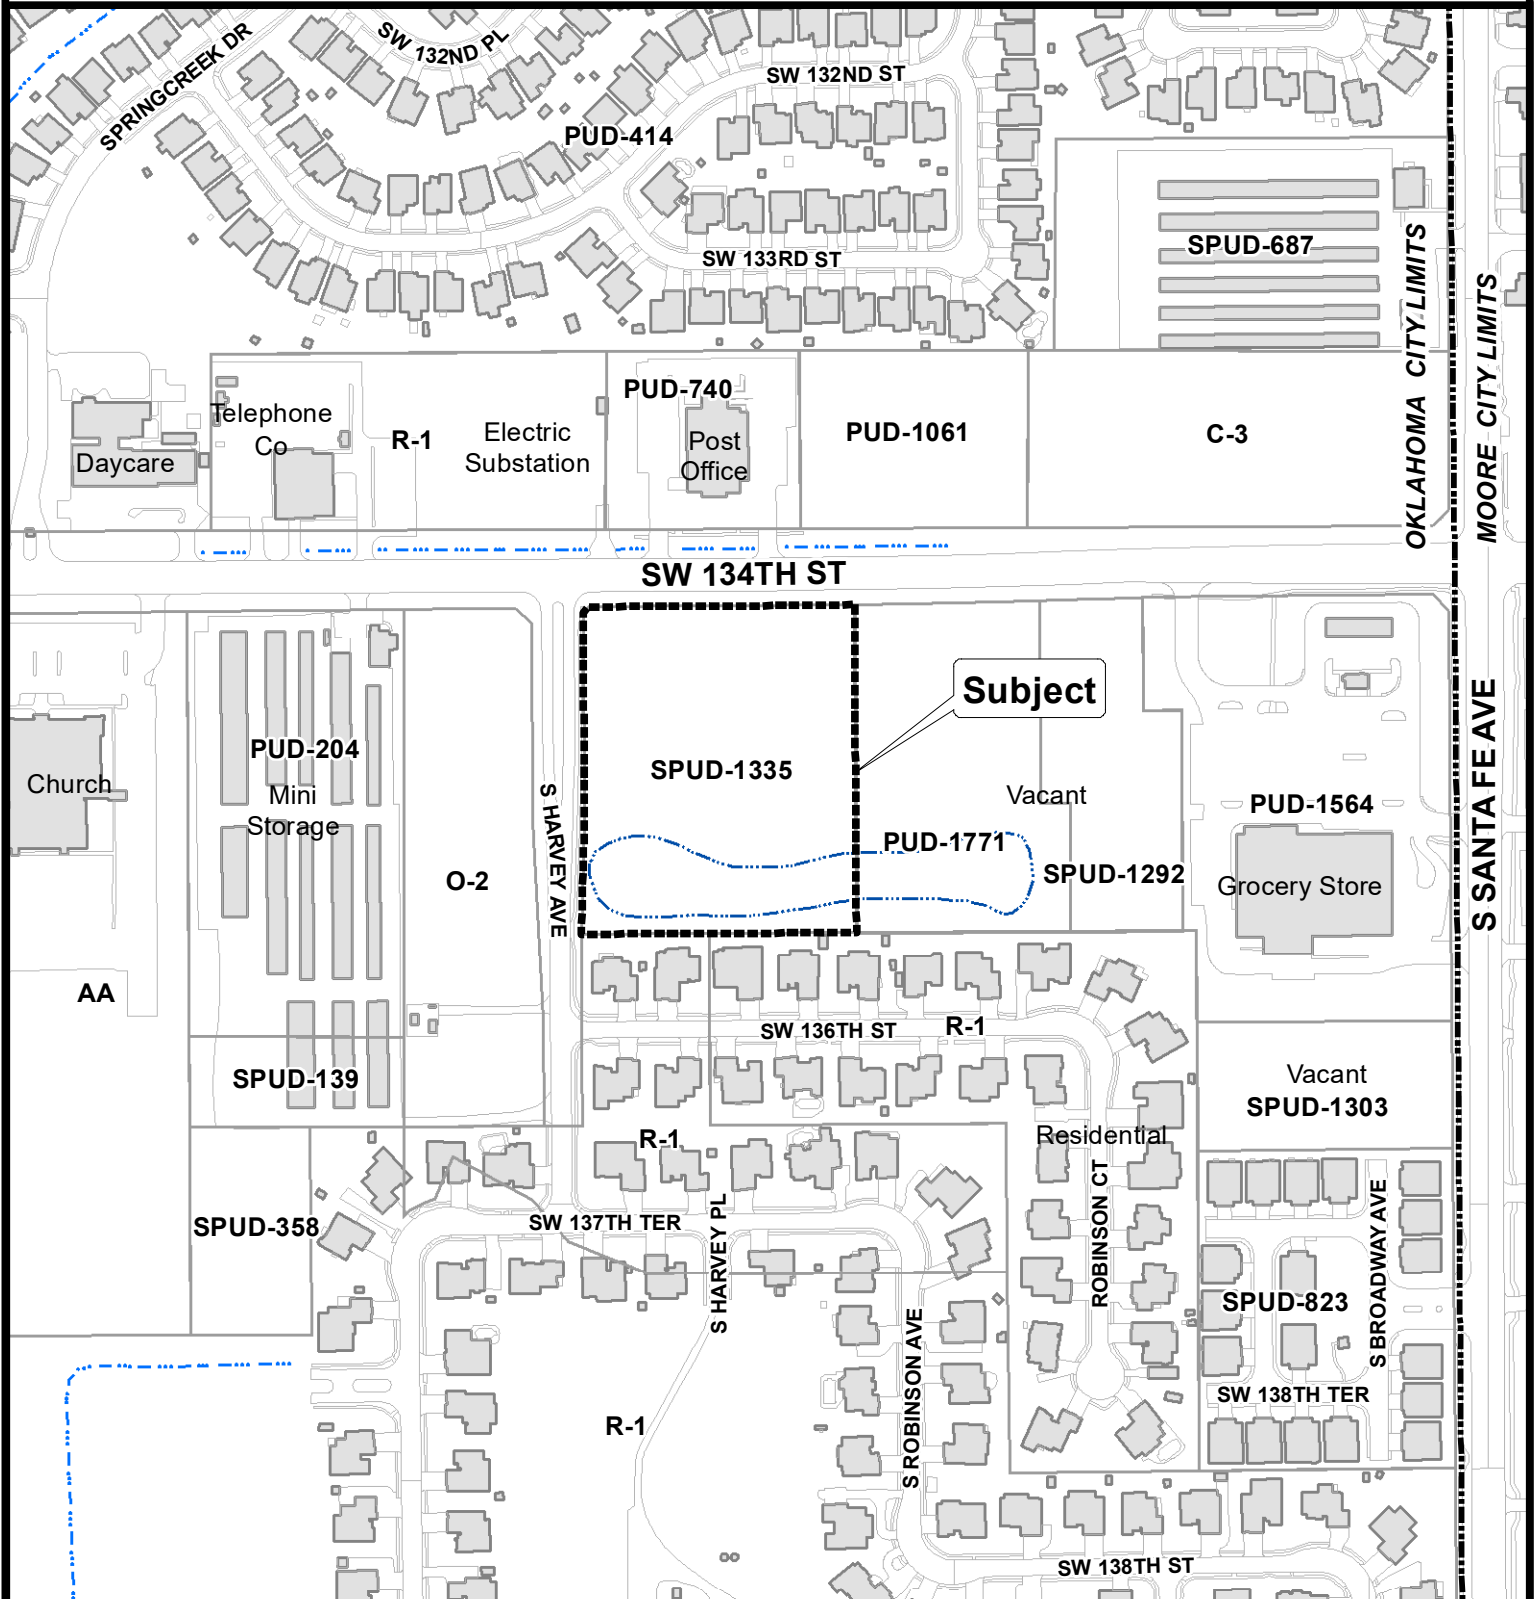 SPRINGCREEK DR
SW 132ND PL
SW 132ND ST
PUD-414
SW 133RD ST
SPUD-687
OKLAHOMA CITY LIMITS
MOORE CITY LIMITS
Daycare
Telephone
Co
R-1
Electric
Substation
PUD-740
Post
Office
PUD-1061
C-3
SW 134TH ST
Subject
SPUD-1335
Vacant
PUD-1771
SPUD-1292
PUD-1564
Grocery Store
S SANTA FE AVE
Church
PUD-204
Mini
Storage
O-2
S HARVEY AVE
AA
SPUD-139
SW 136TH ST
R-1
Vacant
SPUD-1303
R-1
Residential
SPUD-358
SW 137TH TER
S HARVEY PL
ROBINSON CT
S BROADWAY AVE
SPUD-823
S ROBINSON AVE
SW 138TH TER
R-1
SW 138TH ST